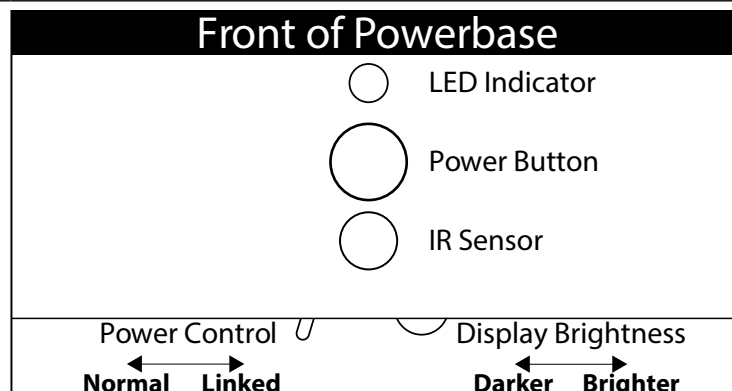 Front of Powerbase
LED Indicator
Power Button
IR Sensor
Power Control
Display Brightness
Normal Linked
Darker Brighter